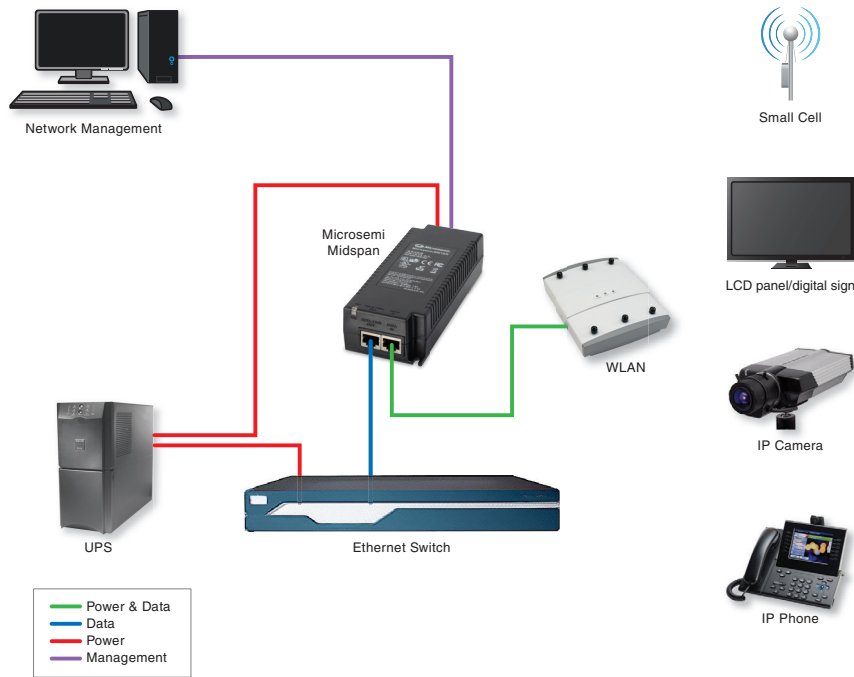 Network Management
Small Cell
Microsemi
Midspan
LCD panel/digital sign
WLAN
IP Camera
UPS
Ethernet Switch
IP Phone
Power & Data
Data
Power
Management